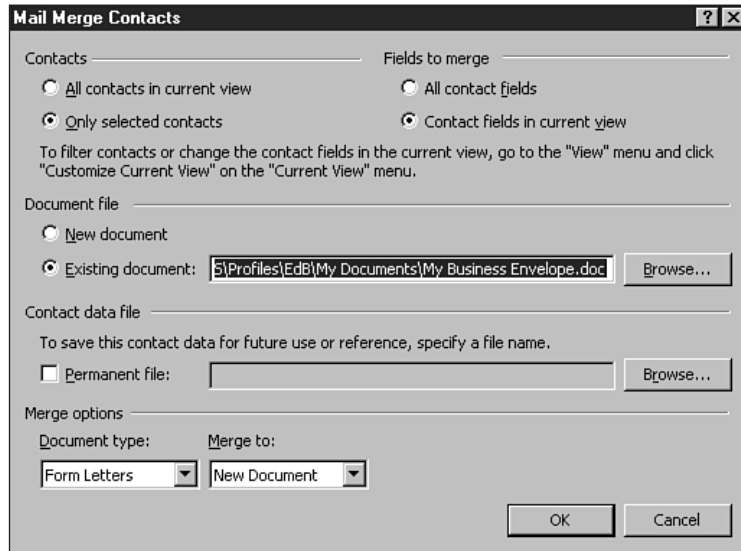 Mail Merge Contacts
Contacts
Fields to merge
All contacts in current view
All contact fields
Only selected contacts
Contact fields in current view
To filter contacts or change the contact fields in the current view, go to the "View" menu and click
"Customize Current View" on the "Current View" menu.
Document file
New document
Existing document: S\Profiles\EdB\My Documents\My Business Envelope.doc Browse...
Contact data file
To save this contact data for future use or reference, specify a file name.
Permanent file: Browse...
Merge options
Document type: Merge to:
Form Letters New Document
OK Cancel